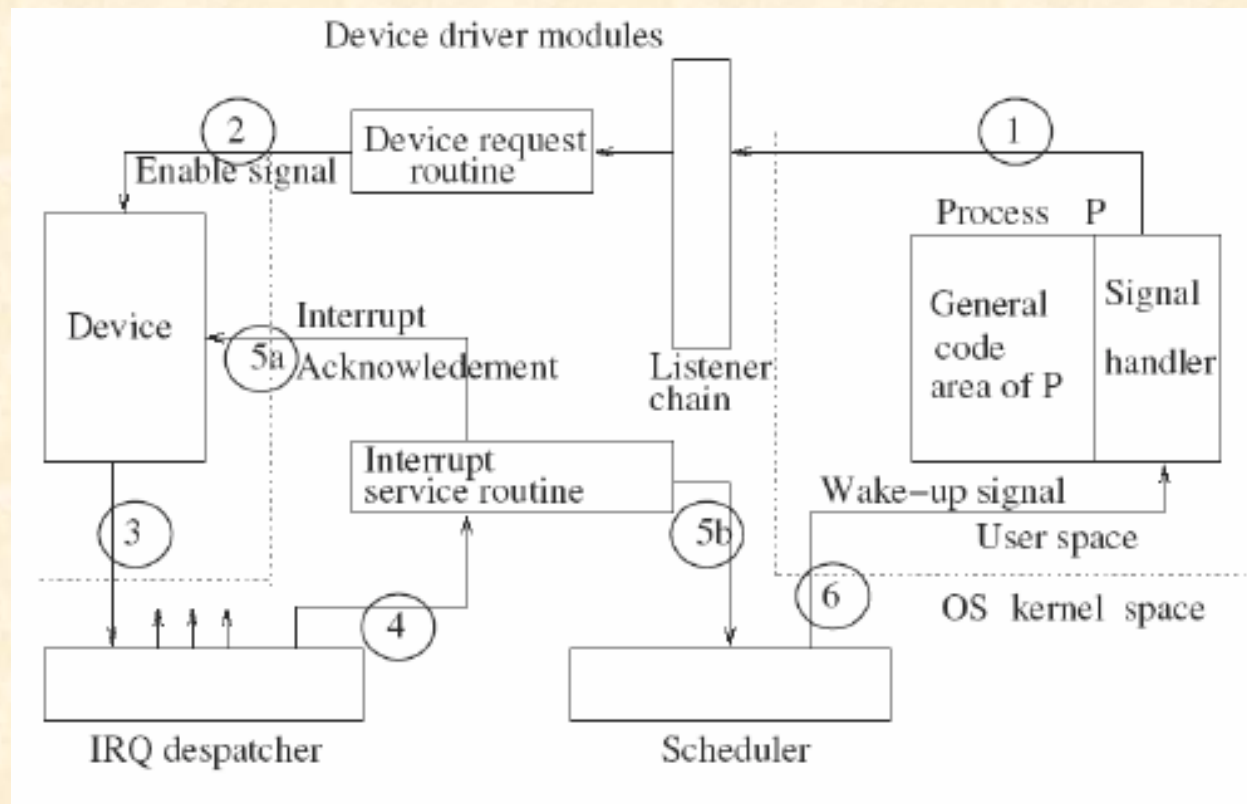 Device driver modules
2
Enable signal
Device request
routine
1
Process P
General
code
area of P
Signal
handler
Device
5a
Interrupt
Acknowledement
Listener
chain
Interrupt
service routine
3
4
5b
Wake-up signal
User space
6
OS kernel space
IRQ despatcher
Scheduler